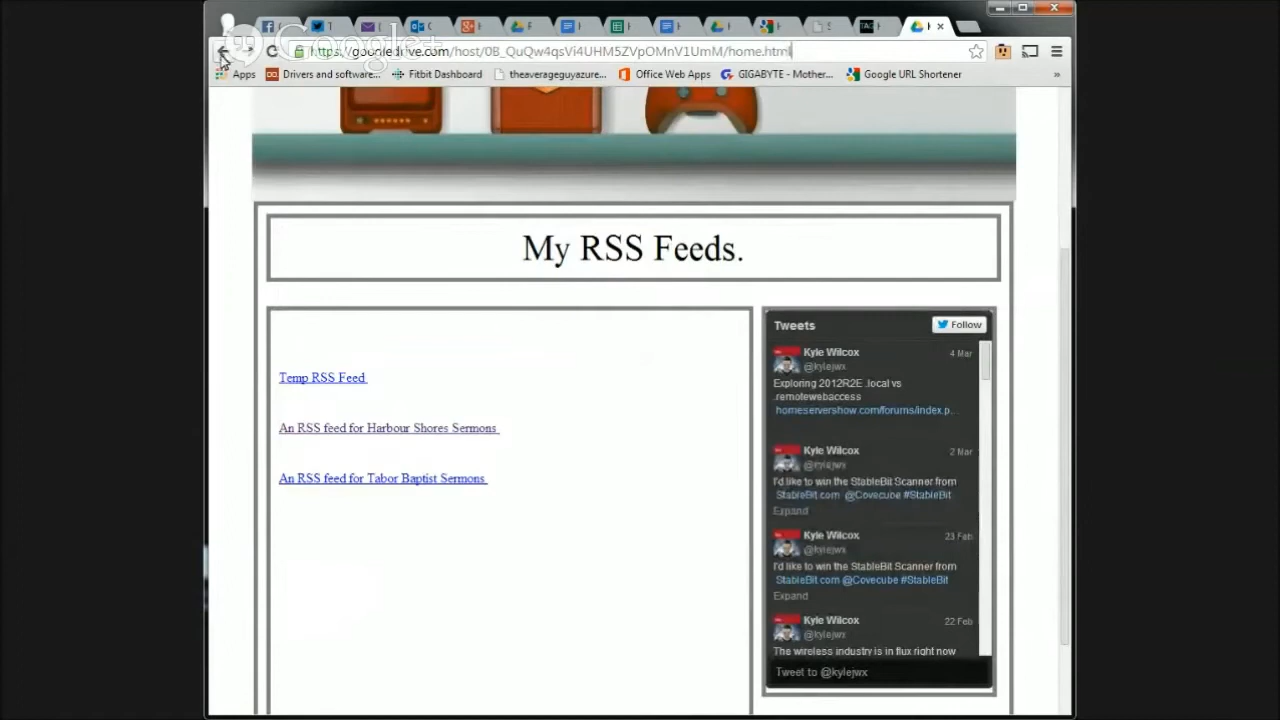 Google+
https://googledrive.com/host/0B_QuQw4qsVi4UHM5ZVpOMnV1UmM/home.html
Apps Drivers and software... Fitbit Dashboard theaverageguyazure... Office Web Apps GIGABYTE - Mother... Google URL Shortener »
My RSS Feeds.
Temp RSS Feed
An RSS feed for Harbour Shores Sermons
An RSS feed for Tabor Baptist Sermons
Tweets Follow
Kyle Wilcox 4 Mar
@kylejwx
Exploring 2012R2E .local vs
.remotewebaccess
homeservershow.com/forums/index.p...
Kyle Wilcox 2 Mar
@kylejwx
I'd like to win the StableBit Scanner from
StableBit.com @Covecube #StableBit
Expand
Kyle Wilcox 23 Feb
@kylejwx
I'd like to win the StableBit Scanner from
StableBit.com @Covecube #StableBit
Expand
Kyle Wilcox 22 Feb
@kylejwx
The wireless industry is in flux right now
Tweet to @kylejwx